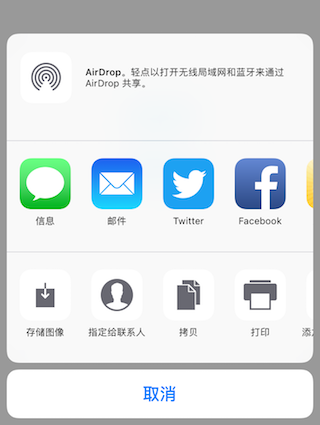 AirDrop。轻点以打开无线局域网和蓝牙来通过
AirDrop 共享。
信息
邮件
Twitter
Facebook
存储图像
指定给联系人
拷贝
打印
添
取消